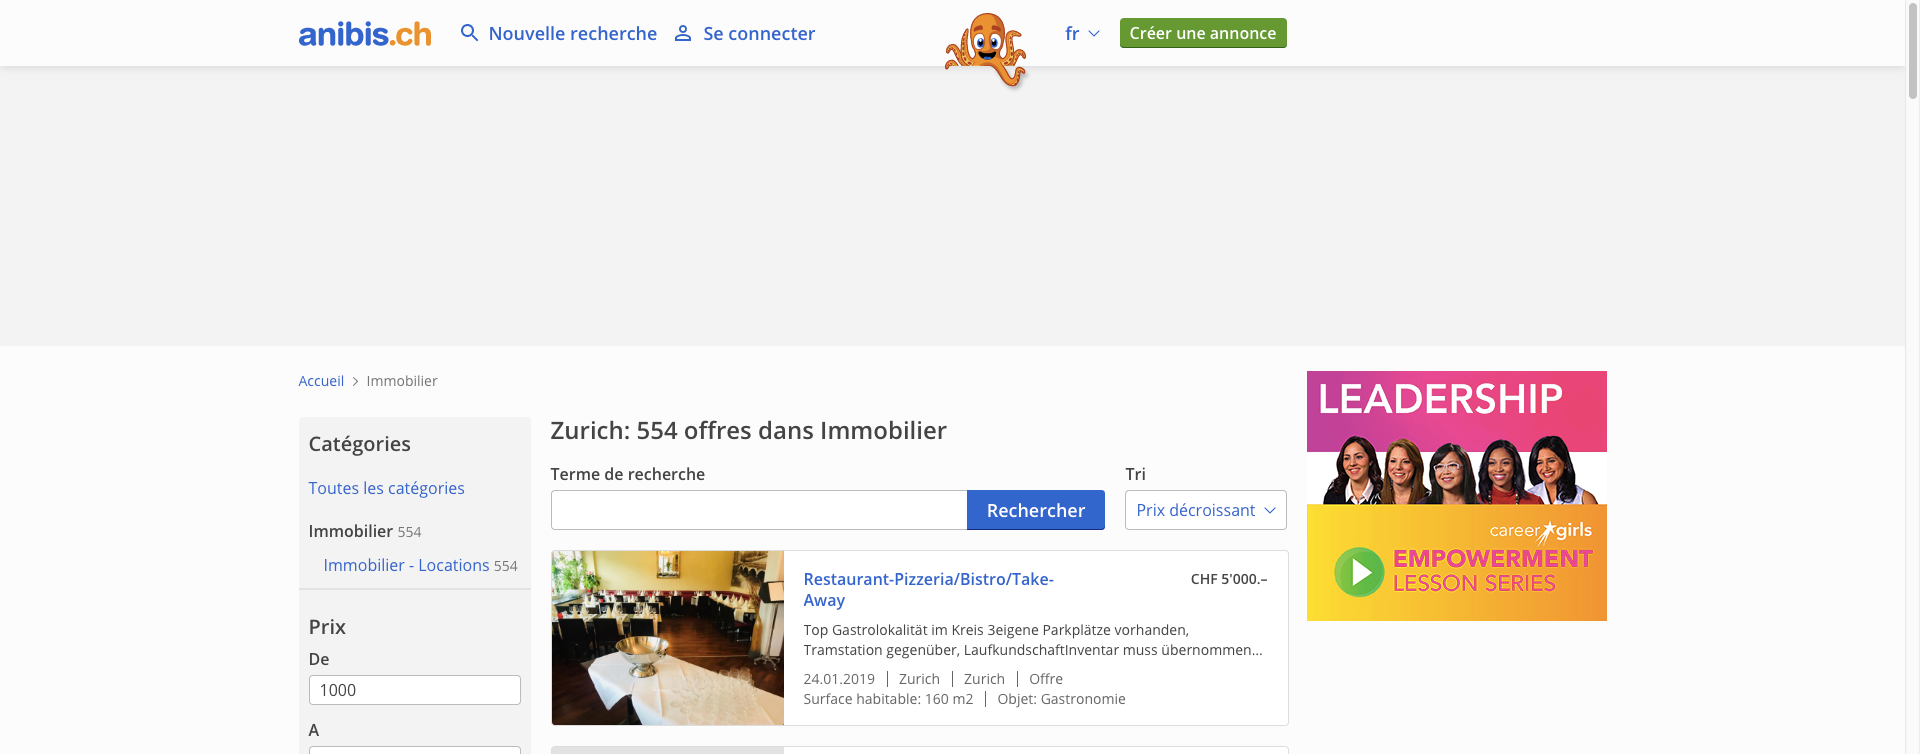 anibis.ch
Nouvelle recherche
Se connecter
fr
Créer une annonce
Accueil > Immobilier
Catégories
Toutes les catégories
Immobilier 554
Immobilier - Locations 554
Prix
De
1000
A
Zurich: 554 offres dans Immobilier
Terme de recherche
Rechercher
Tri
Prix décroissant
Restaurant-Pizzeria/Bistro/Take-
Away
CHF 5'000.–
Top Gastrolokalität im Kreis 3eigene Parkplätze vorhanden,
Tramstation gegenüber, LaufkundschaftInventar muss übernommen...
24.01.2019 | Zurich | Zurich | Offre
Surface habitable: 160 m2 | Objet: Gastronomie
LEADERSHIP
career girls
EMPOWERMENT
LESSON SERIES